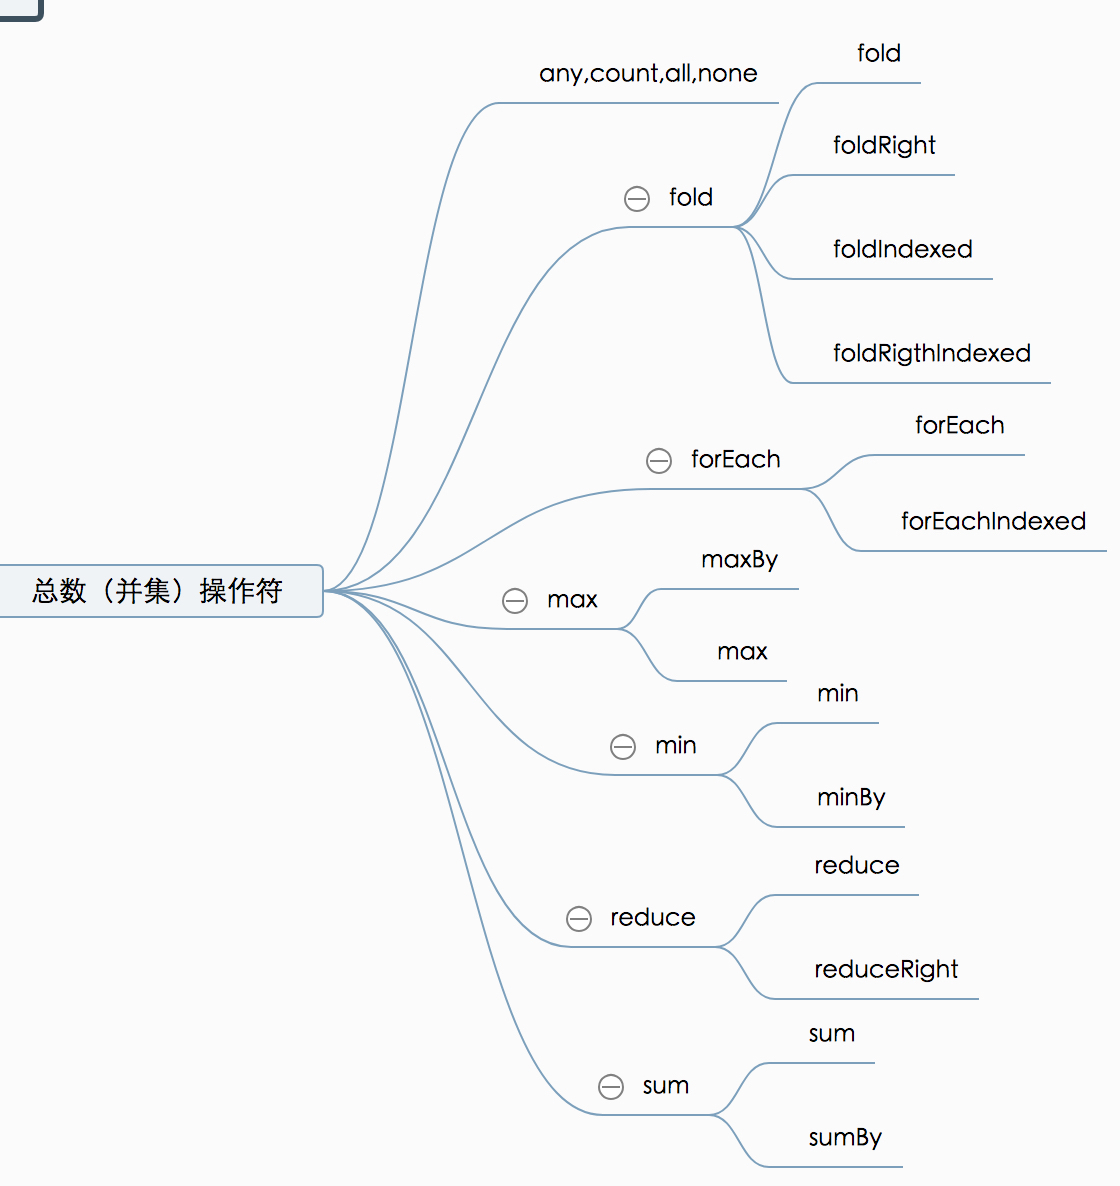 总数（并集）操作符
any,count,all,none
fold
fold
foldRight
foldIndexed
foldRigthIndexed
forEach
forEach
forEachIndexed
max
maxBy
max
min
min
minBy
reduce
reduce
reduceRight
sum
sum
sumBy